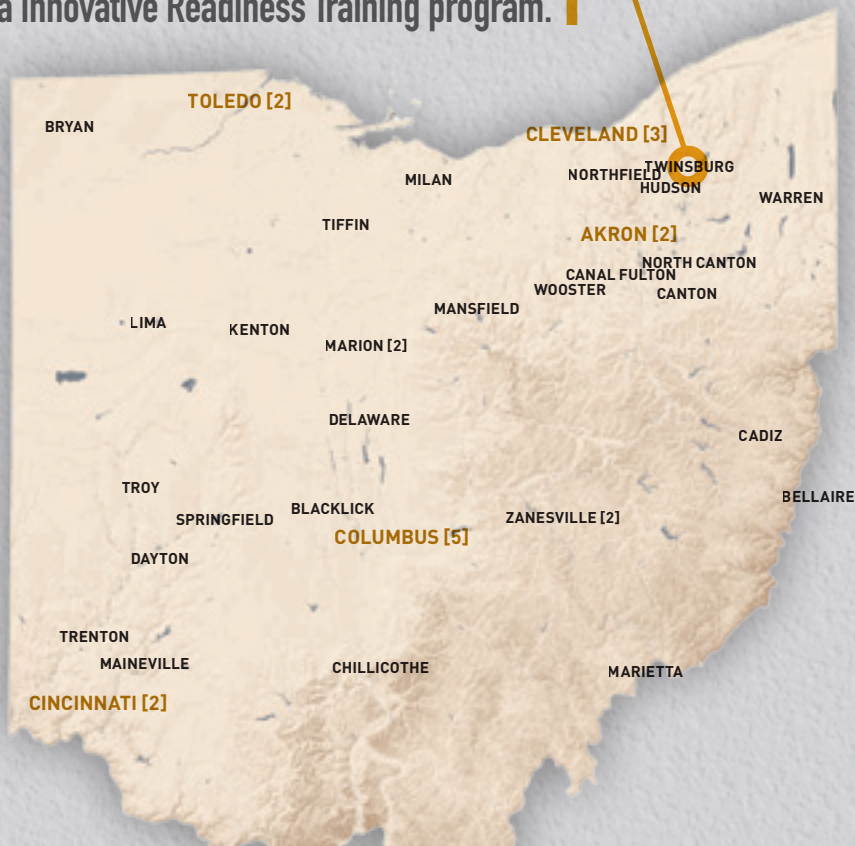 a Innovative Readiness Training program.
TOLEDO [2]
BRYAN
CLEVELAND [3]
TWINSBURG
NORTHFIELD
MILAN
HUDSON
WARREN
TIFFIN
AKRON [2]
NORTH CANTON
CANAL FULTON
WOOSTER
CANTON
MANSFIELD
LIMA
KENTON
MARION [2]
DELAWARE
CADIZ
TROY
BELLAIRE
BLACKLICK
SPRINGFIELD
ZANESVILLE [2]
COLUMBUS [5]
DAYTON
TRENTON
MAINEVILLE
CHILLICOTHE
MARIETTA
CINCINNATI [2]